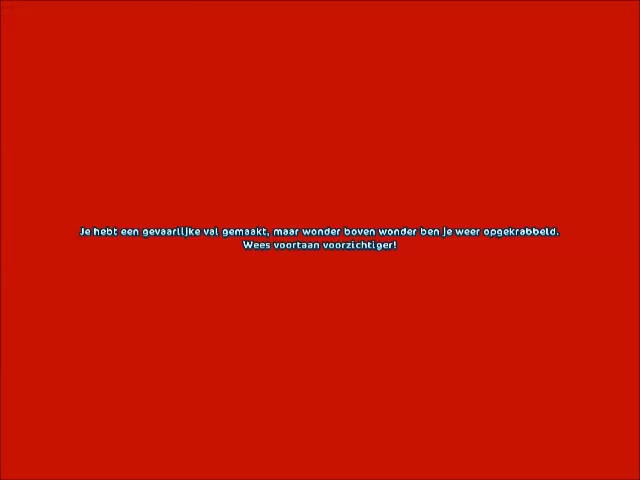 Je hebt een gevaarlijke val gemaakt, maar wonder boven wonder ben je weer opgekrabbeld.
Wees voortaan voorzichtiger!